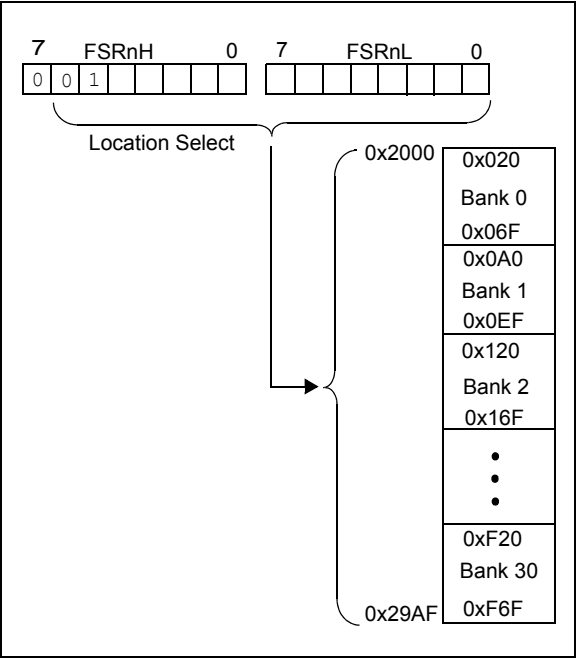 7 FSRnH 0 7 FSRnL 0
0 0 1
Location Select
0x2000
0x020
Bank 0
0x06F
0x0A0
Bank 1
0x0EF
0x120
Bank 2
0x16F
0xF20
Bank 30
0xF6F
0x29AF